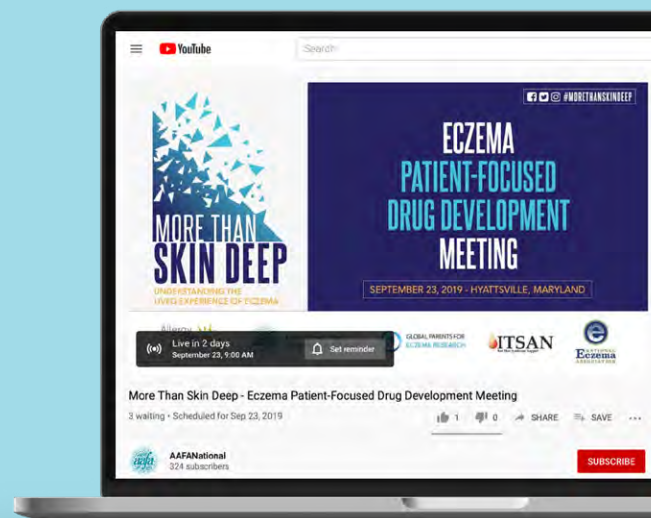 YouTube
Search
#MORETHANSKINDEEP
ECZEMA
PATIENT-FOCUSED
DRUG DEVELOPMENT
MEETING
SEPTEMBER 23, 2019 - HYATTSVILLE, MARYLAND
MORE THAN
SKIN DEEP
UNDERSTANDING THE
LIVED EXPERIENCE OF ECZEMA
Allergy
Live in 2 days
September 23, 9:00 AM
Set reminder
GLOBAL PARENTS FOR
ECZEMA RESEARCH
ITSAN
e
NATIONAL
Eczema
ASSOCIATION
More Than Skin Deep - Eczema Patient-Focused Drug Development Meeting
3 waiting • Scheduled for Sep 23, 2019
1
0
SHARE
SAVE
aafa
AAFANational
324 subscribers
SUBSCRIBE